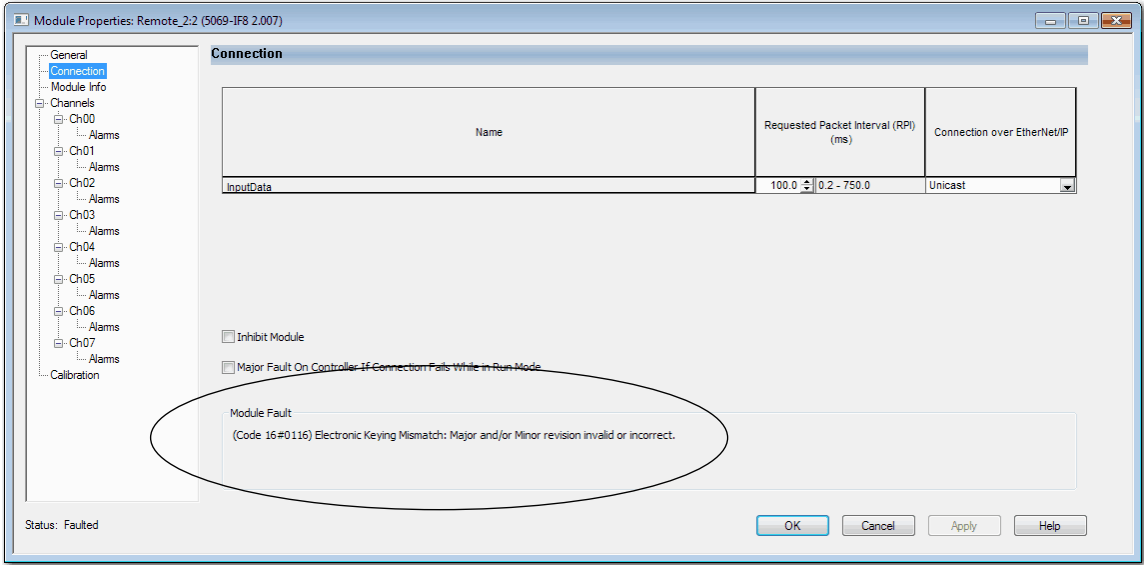 Module Properties: Remote_2:2 (5069-IF8 2.007)
General
Connection
Module Info
Channels
Ch00
Alarms
Ch01
Alarms
Ch02
Alarms
Ch03
Alarms
Ch04
Alarms
Ch05
Alarms
Ch06
Alarms
Ch07
Alarms
Calibration
Connection
Name
Requested Packet Interval (RPI)
(ms)
Connection over EtherNet/IP
InputData
100.0
0.2 - 750.0
Unicast
Inhibit Module
Major Fault On Controller If Connection Fails While in Run Mode
Module Fault
(Code 16#0116) Electronic Keying Mismatch: Major and/or Minor revision invalid or incorrect.
Status: Faulted
OK
Cancel
Apply
Help